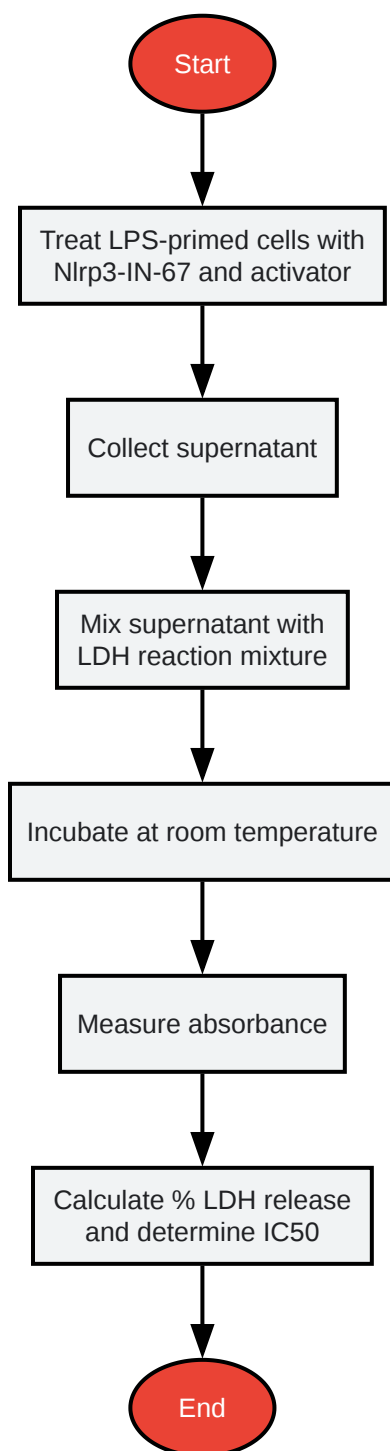 Start
Treat LPS-primed cells with
Nlrp3-IN-67 and activator
Collect supernatant
Mix supernatant with
LDH reaction mixture
Incubate at room temperature
Measure absorbance
Calculate % LDH release
and determine IC50
End